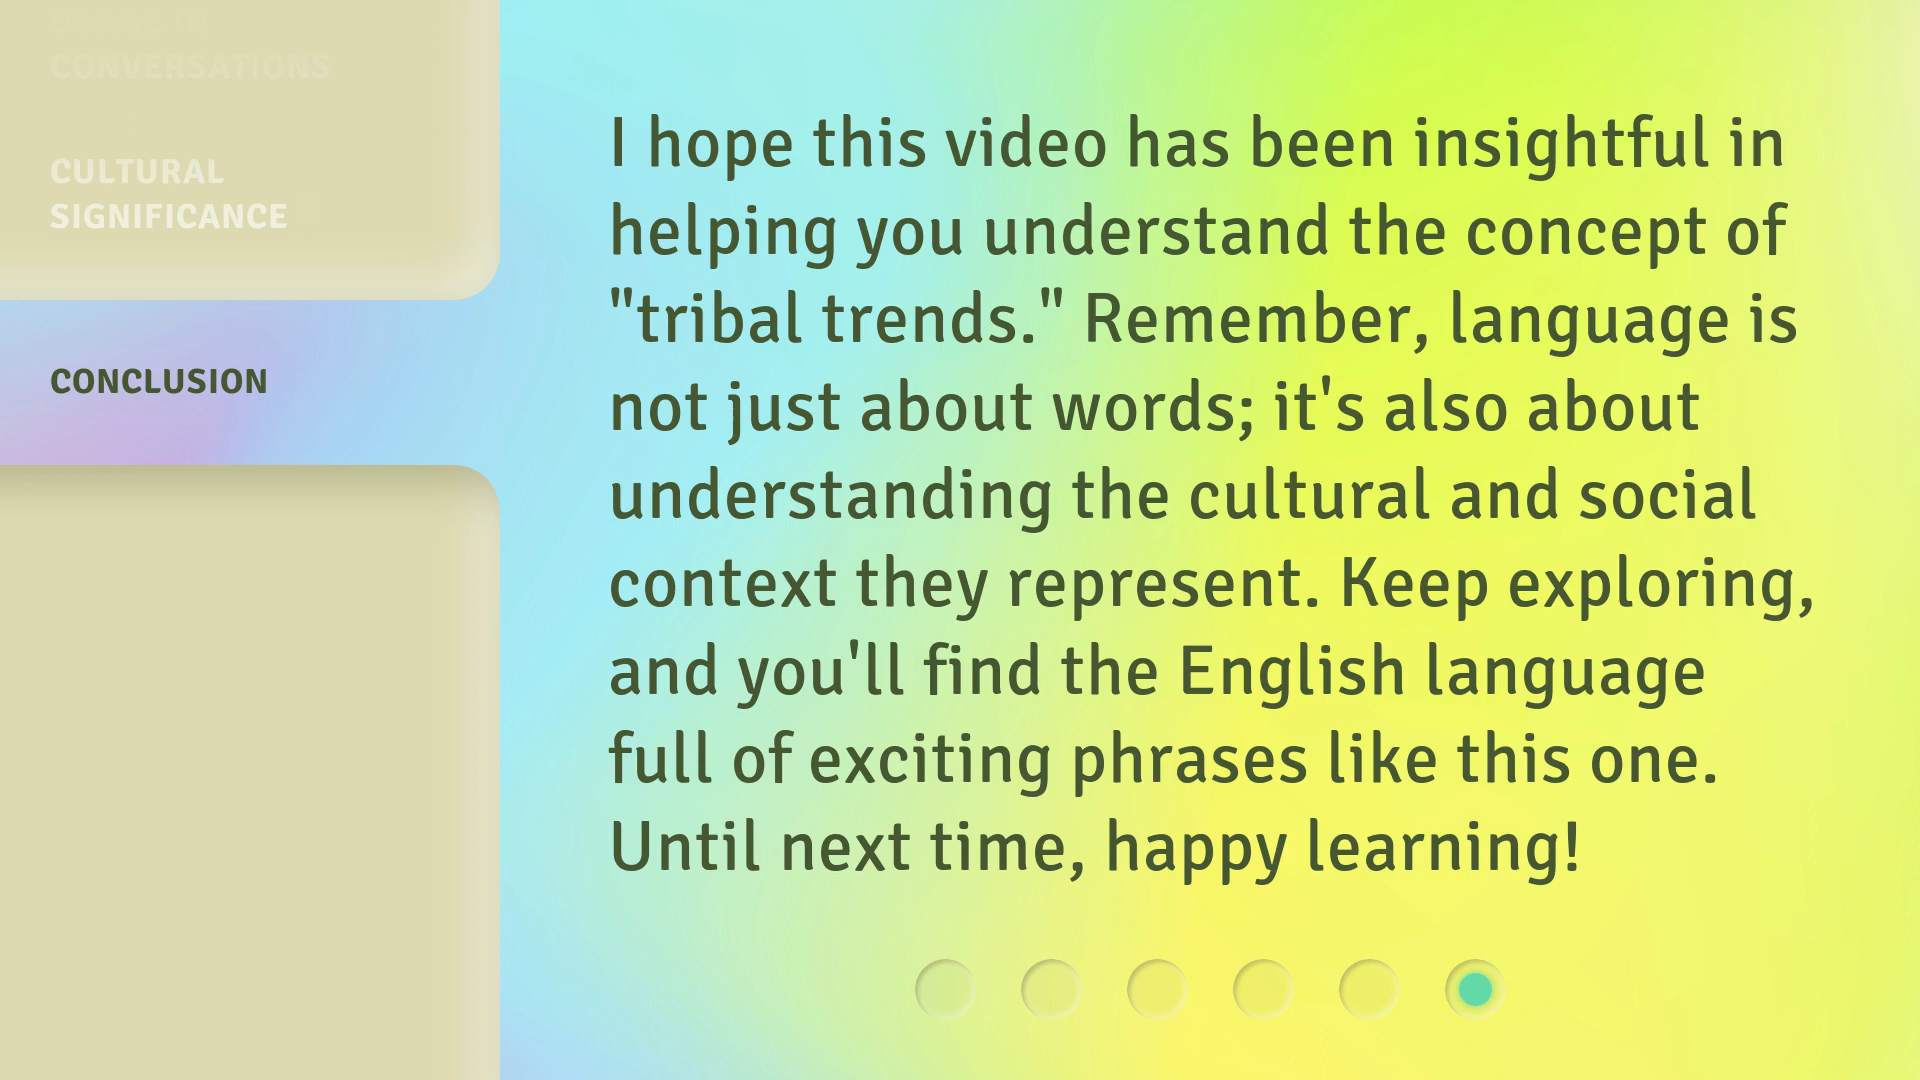 USAGE IN
CONVERSATIONS
CULTURAL
SIGNIFICANCE
CONCLUSION
I hope this video has been insightful in
helping you understand the concept of
"tribal trends." Remember, language is
not just about words; it's also about
understanding the cultural and social
context they represent. Keep exploring,
and you'll find the English language
full of exciting phrases like this one.
Until next time, happy learning!